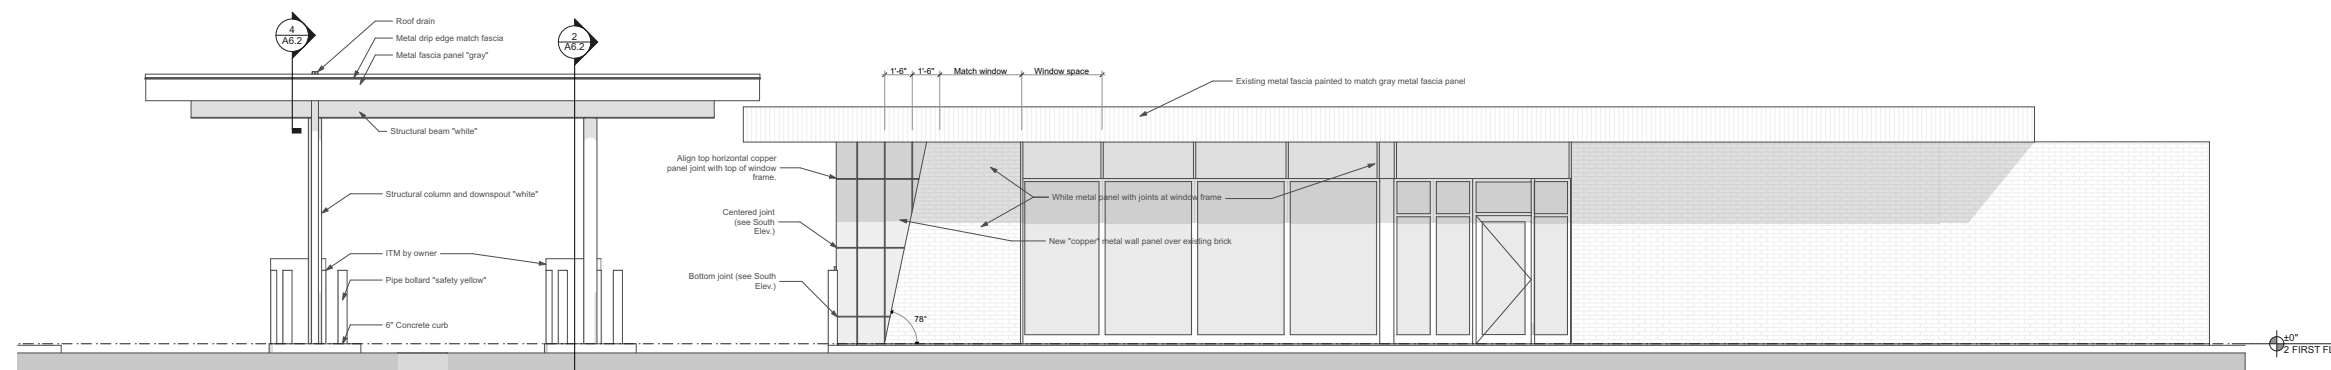 4
A6.2
2
A6.2
Roof drain
Metal drip edge match fascia
Metal fascia panel "gray"
Structural beam "white"
Structural column and downspout "white"
ITM by owner
Pipe bollard "safety yellow"
6" Concrete curb
1'-6"
1'-6"
Match window
Window space
Existing metal fascia painted to match gray metal fascia panel
Align top horizontal copper
panel joint with top of window
frame.
Centered joint
(see South
Elev.)
Bottom joint (see South
Elev.)
White metal panel with joints at window frame
New "copper" metal wall panel over existing brick
78°
±0"
2 FIRST FL